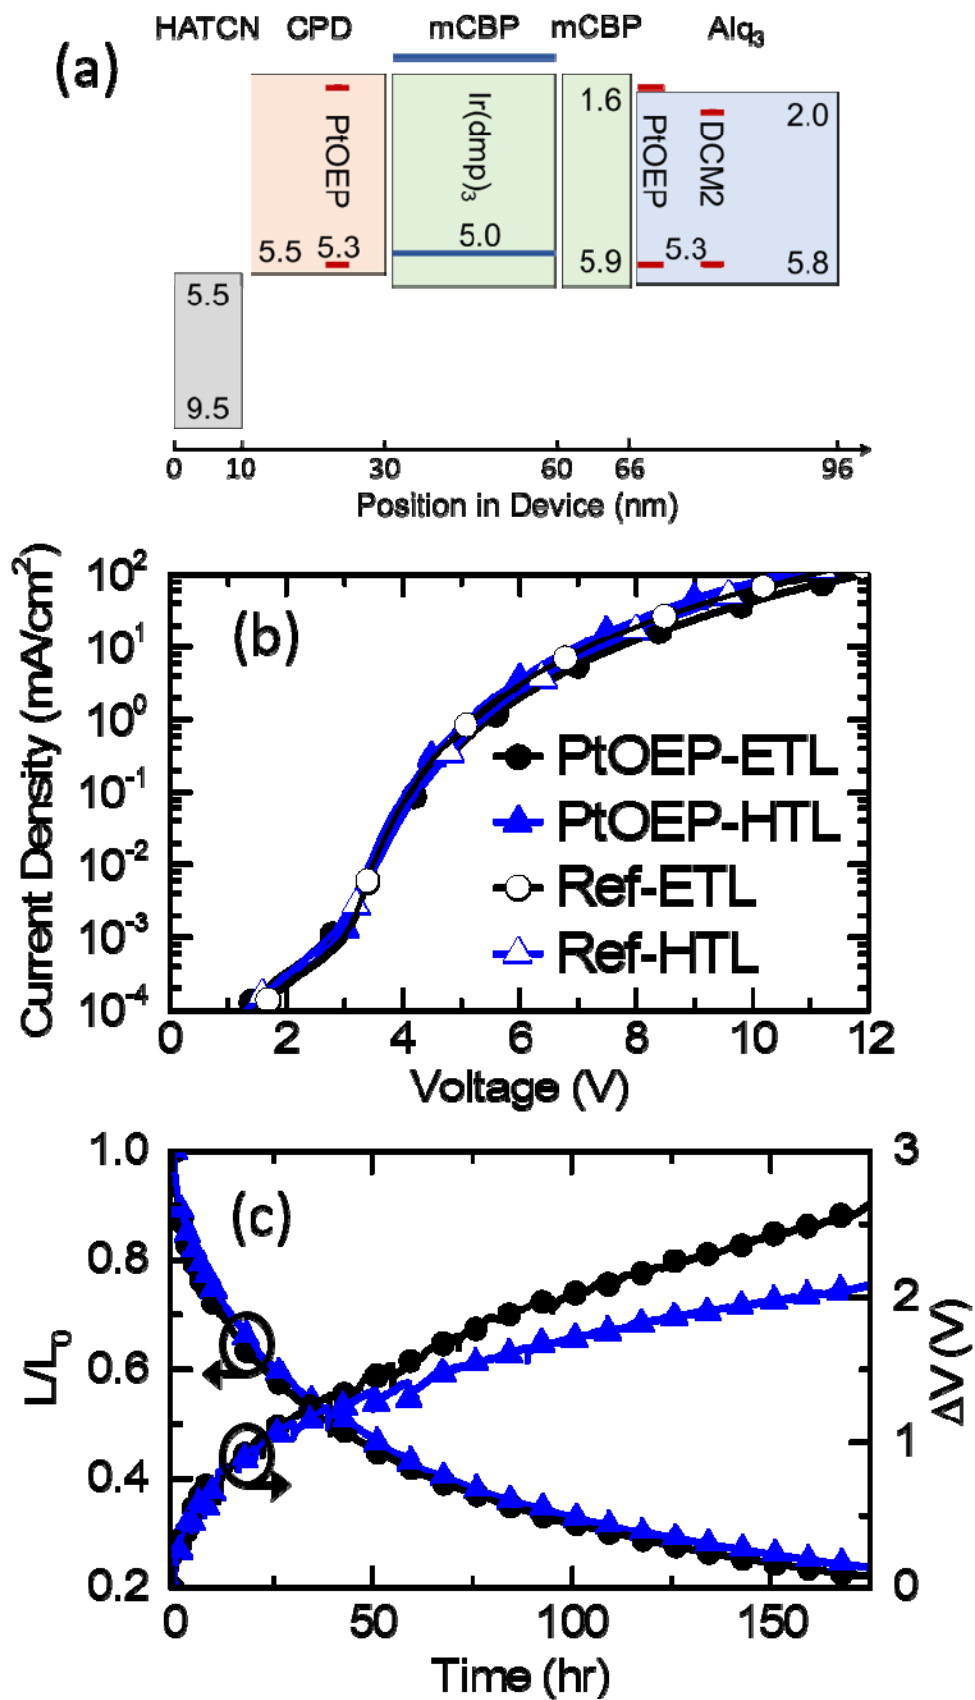 HATCN CPD mCBP mCBP Alq3
(a)
PtOEP
Ir(dmp)3
1.6
PtOEP
DCM2
2.0
5.5 5.3
5.0
5.9
5.3
5.8
5.5
9.5
0 10 30 60 66 96
Position in Device (nm)
(b)
Current Density (mA/cm2)
10^2
10^1
10^0
10^-1
10^-2
10^-3
10^-4
PtOEP-ETL
PtOEP-HTL
Ref-ETL
Ref-HTL
0 2 4 6 8 10 12
Voltage (V)
(c)
L/L0
1.0
0.8
0.6
0.4
0.2
3
2
1
0
ΔV (V)
0 50 100 150
Time (hr)